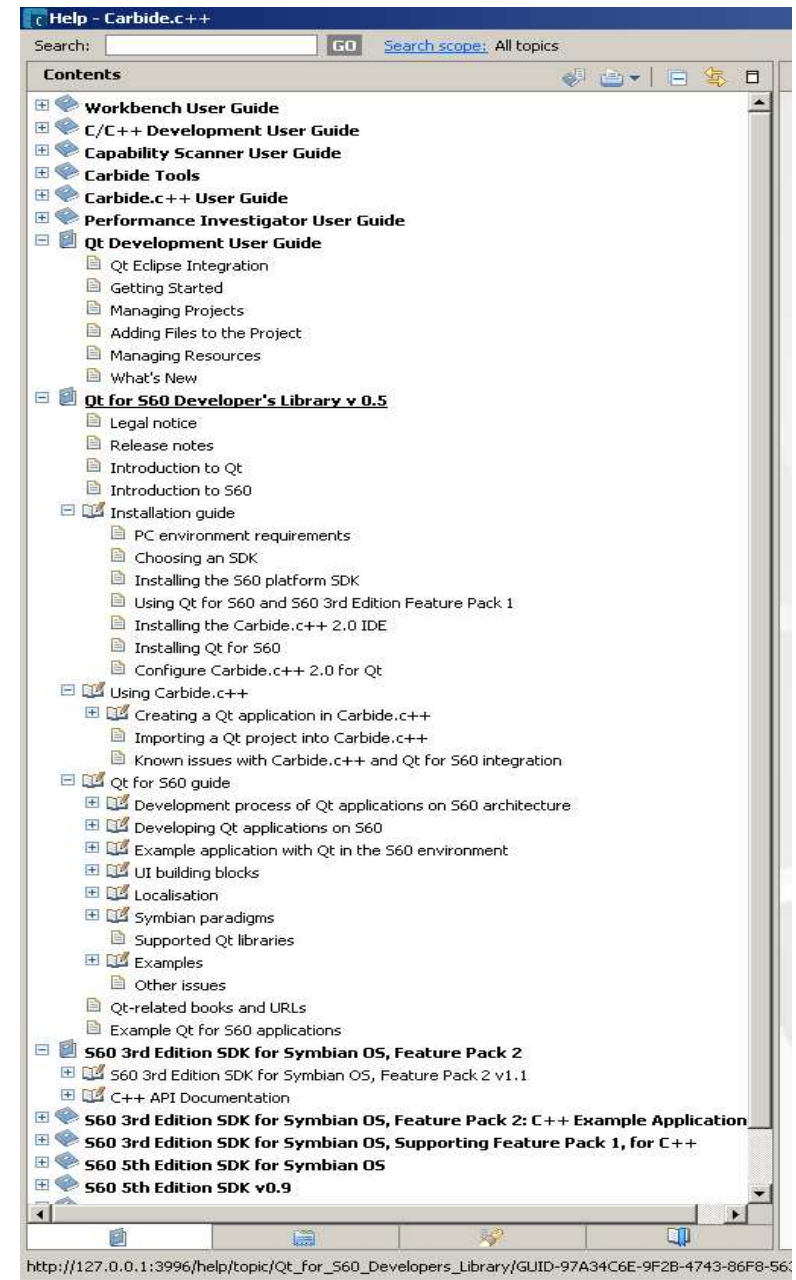 Help - Carbide.c++
Search: GO Search scope: All topics
Contents
Workbench User Guide
C/C++ Development User Guide
Capability Scanner User Guide
Carbide Tools
Carbide.c++ User Guide
Performance Investigator User Guide
Qt Development User Guide
Qt Eclipse Integration
Getting Started
Managing Projects
Adding Files to the Project
Managing Resources
What's New
Qt for S60 Developer's Library v 0.5
Legal notice
Release notes
Introduction to Qt
Introduction to S60
Installation guide
PC environment requirements
Choosing an SDK
Installing the S60 platform SDK
Using Qt for S60 and S60 3rd Edition Feature Pack 1
Installing the Carbide.c++ 2.0 IDE
Installing Qt for S60
Configure Carbide.c++ 2.0 for Qt
Using Carbide.c++
Creating a Qt application in Carbide.c++
Importing a Qt project into Carbide.c++
Known issues with Carbide.c++ and Qt for S60 integration
Qt for S60 guide
Development process of Qt applications on S60 architecture
Developing Qt applications on S60
Example application with Qt in the S60 environment
UI building blocks
Localisation
Symbian paradigms
Supported Qt libraries
Examples
Other issues
Qt-related books and URLs
Example Qt for S60 applications
S60 3rd Edition SDK for Symbian OS, Feature Pack 2
S60 3rd Edition SDK for Symbian OS, Feature Pack 2 v1.1
C++ API Documentation
S60 3rd Edition SDK for Symbian OS, Feature Pack 2: C++ Example Application
S60 3rd Edition SDK for Symbian OS, Supporting Feature Pack 1, for C++
S60 5th Edition SDK for Symbian OS
S60 5th Edition SDK v0.9
http://127.0.0.1:3996/help/topic/Qt_for_S60_Developers_Library/GUID-97A34C6E-9F2B-4743-86F8-563